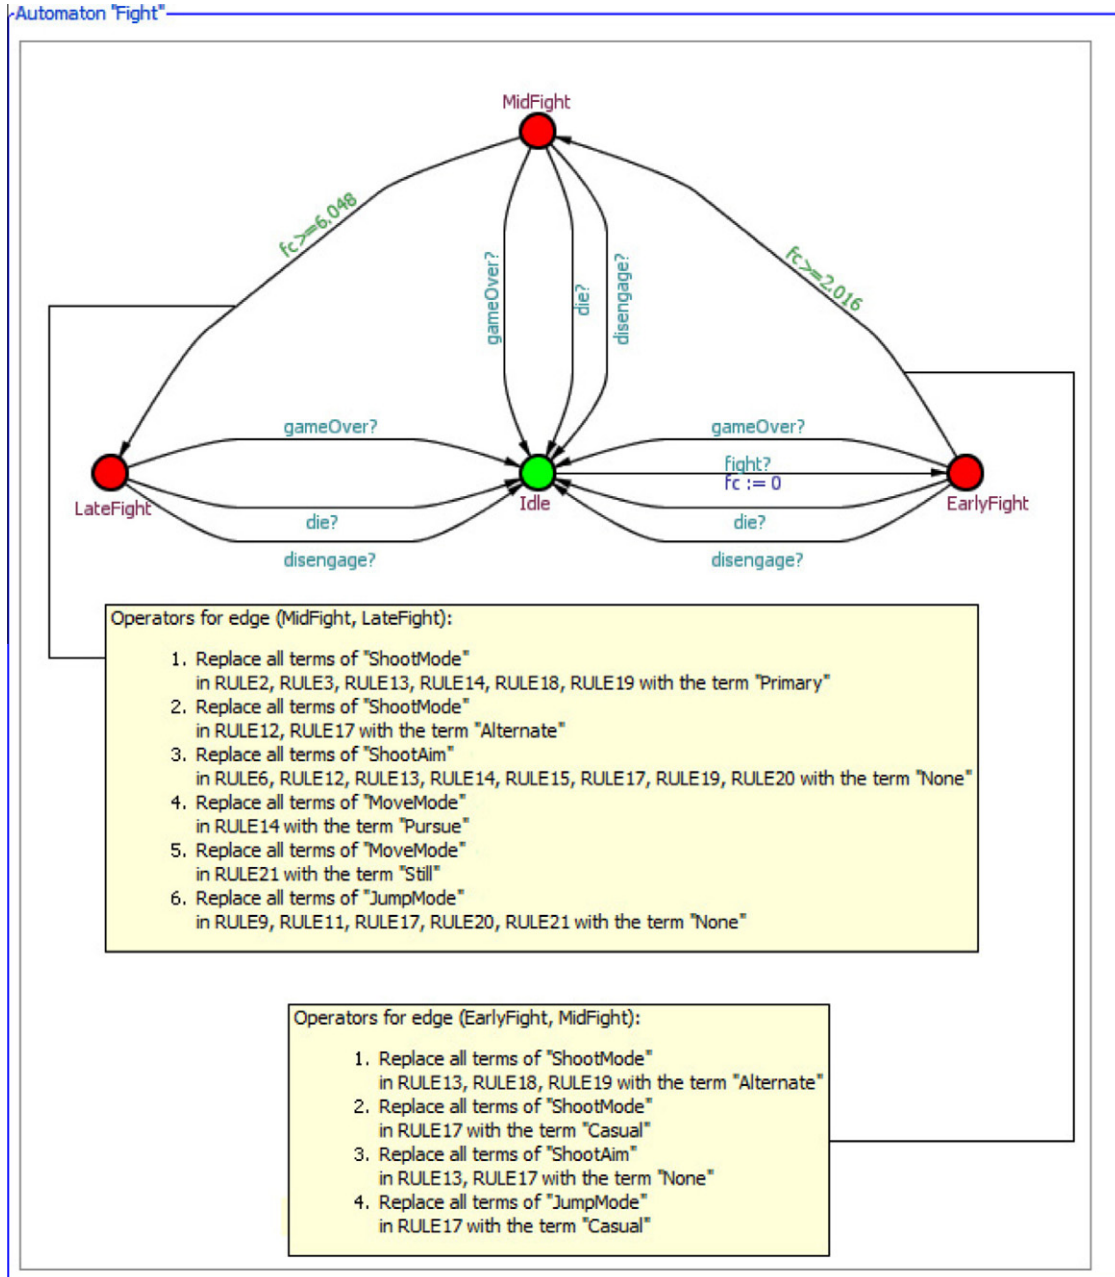 Automaton "Fight"
MidFight
fc>=6.048
fc>=2.016
gameOver?
die?
disengage?
gameOver?
gameOver?
fight?
fc := 0
LateFight
Idle
EarlyFight
die?
die?
disengage?
disengage?
Operators for edge (MidFight, LateFight):
1. Replace all terms of "ShootMode"
in RULE2, RULE3, RULE13, RULE14, RULE18, RULE19 with the term "Primary"
2. Replace all terms of "ShootMode"
in RULE12, RULE17 with the term "Alternate"
3. Replace all terms of "ShootAim"
in RULE6, RULE12, RULE13, RULE14, RULE15, RULE17, RULE19, RULE20 with the term "None"
4. Replace all terms of "MoveMode"
in RULE14 with the term "Pursue"
5. Replace all terms of "MoveMode"
in RULE21 with the term "Still"
6. Replace all terms of "JumpMode"
in RULE9, RULE11, RULE17, RULE20, RULE21 with the term "None"
Operators for edge (EarlyFight, MidFight):
1. Replace all terms of "ShootMode"
in RULE13, RULE18, RULE19 with the term "Alternate"
2. Replace all terms of "ShootMode"
in RULE17 with the term "Casual"
3. Replace all terms of "ShootAim"
in RULE13, RULE17 with the term "None"
4. Replace all terms of "JumpMode"
in RULE17 with the term "Casual"